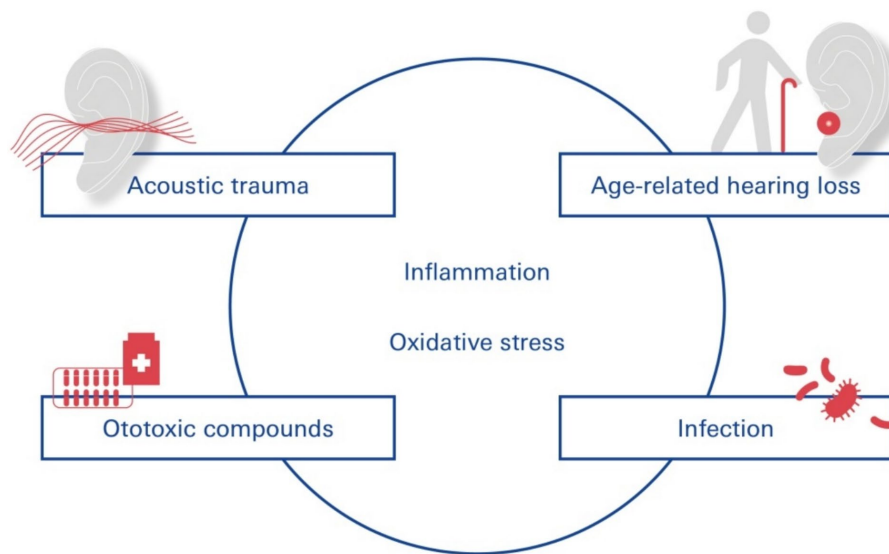 Acoustic trauma
Age-related hearing loss
Inflammation
Oxidative stress
Ototoxic compounds
Infection